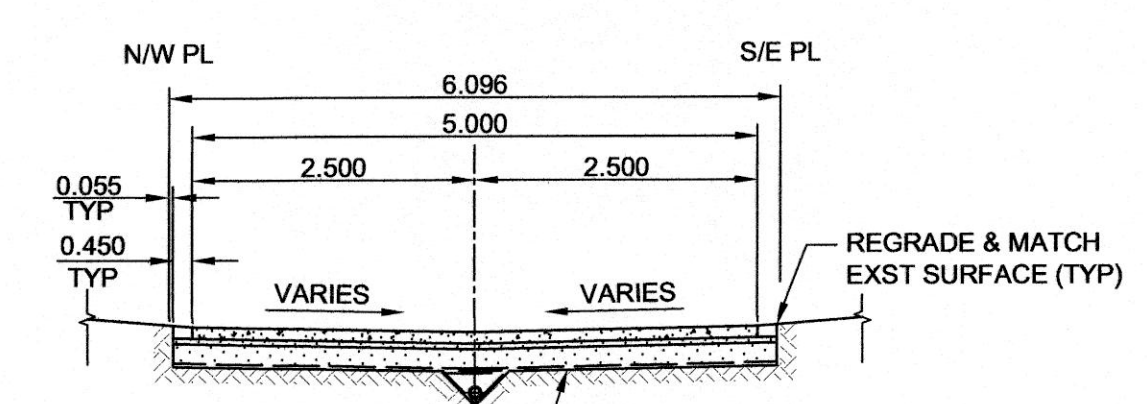 N/W PL
S/E PL
6.096
5.000
2.500
2.500
0.055
TYP
0.450
TYP
REGRADE & MATCH
EXST SURFACE (TYP)
VARIES
VARIES